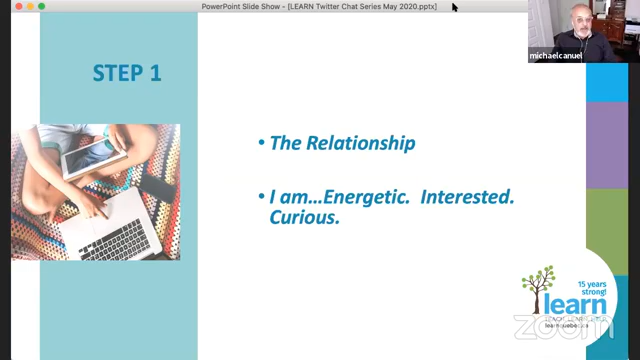 PowerPoint Slide Show - [LEARN Twitter Chat Series May 2020.pptx]
michaelcanuel
STEP 1
• The Relationship
• I am...Energetic. Interested.
Curious.
15 years
strong!
learn
zoom